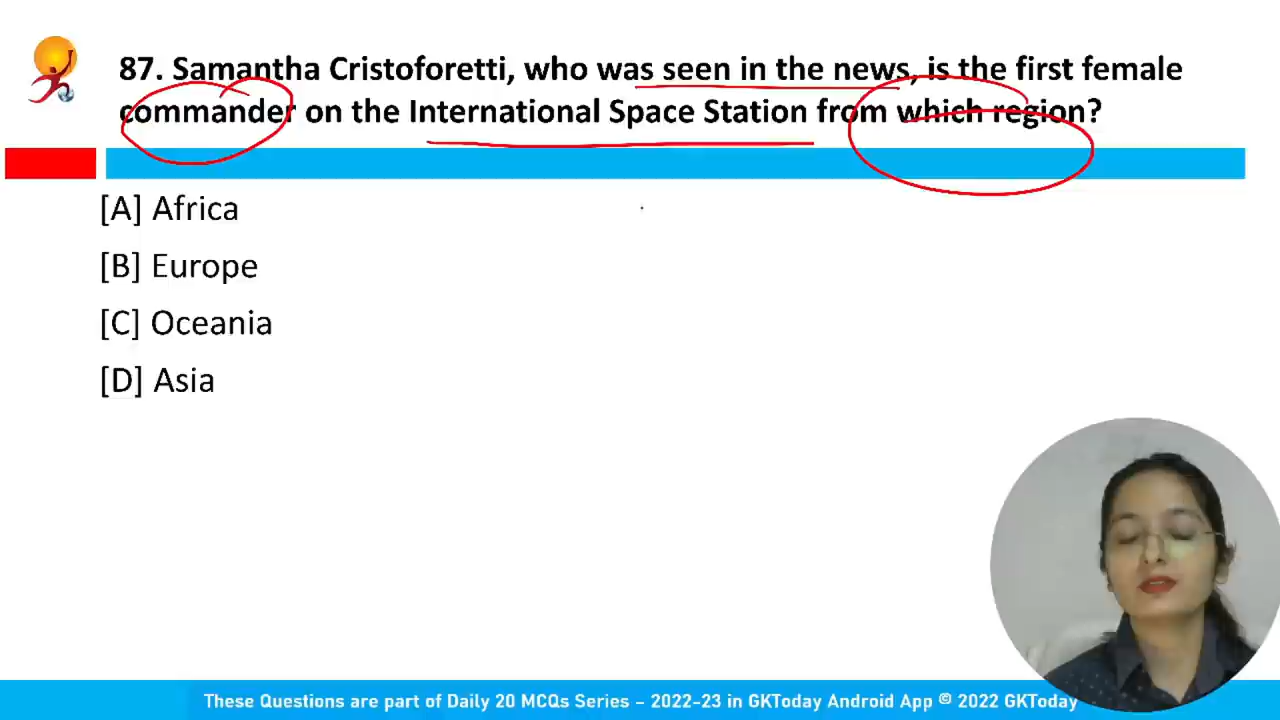 87. Samantha Cristoforetti, who was seen in the news, is the first female
commander on the International Space Station from which region?
[A] Africa
[B] Europe
[C] Oceania
[D] Asia
These Questions are part of Daily 20 MCQs Series – 2022-23 in GKToday Android App © 2022 GKToday